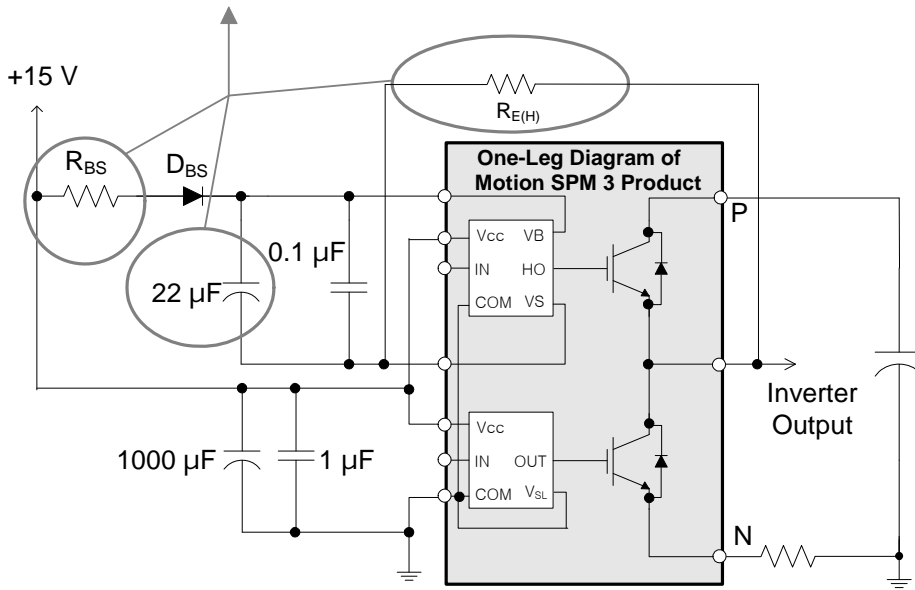 +15 V
R_BS
D_BS
R_E(H)
One-Leg Diagram of
Motion SPM 3 Product
P
Vcc
VB
0.1 µF
IN
HO
22 µF
COM
VS
Inverter
Output
Vcc
1000 µF
1 µF
IN
OUT
COM
V_SL
N